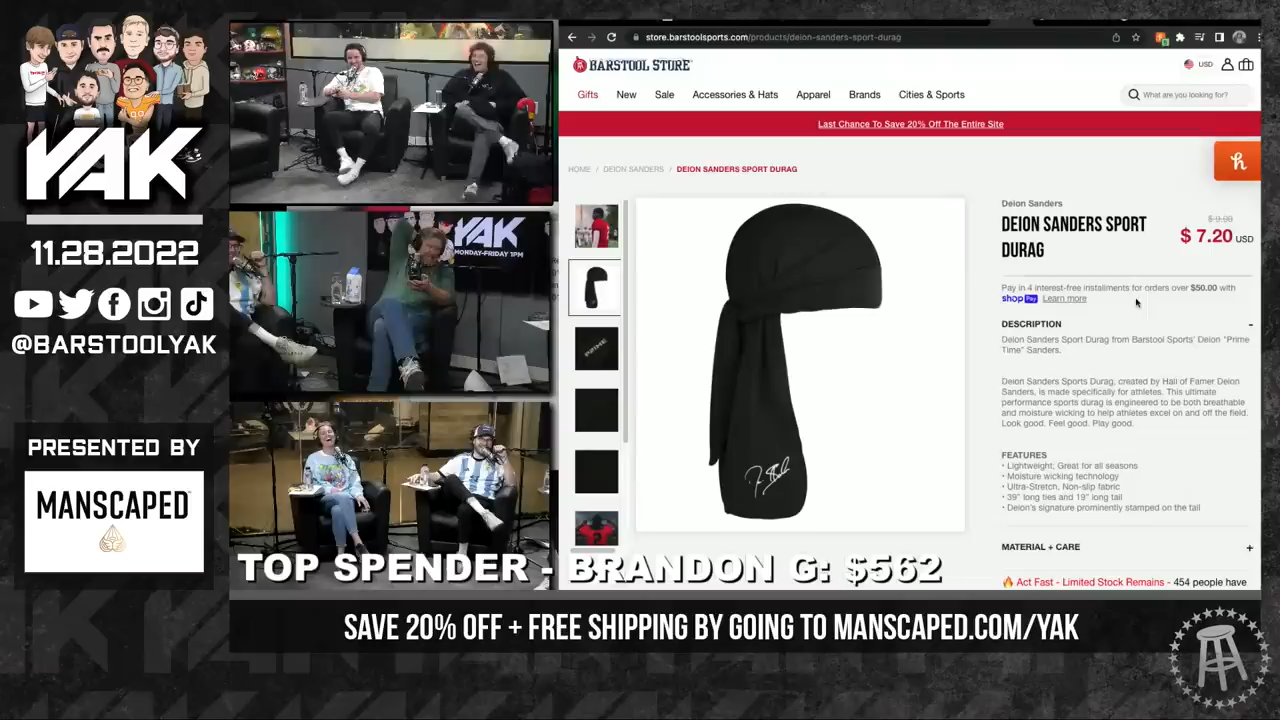 YAK
11.28.2022
@BARSTOOLYAK
PRESENTED BY
MANSCAPED
YAK
MONDAY-FRIDAY 1PM
store.barstoolsports.com/products/deion-sanders-sport-durag
BARSTOOL STORE
USD
Gifts New Sale Accessories & Hats Apparel Brands Cities & Sports
What are you looking for?
Last Chance To Save 20% Off The Entire Site
h
HOME / DEION SANDERS / DEION SANDERS SPORT DURAG
PRIME
Deion Sanders
DEION SANDERS SPORT
DURAG
$ 9.00
$ 7.20 USD
Pay in 4 interest-free installments for orders over $50.00 with
shop Pay Learn more
DESCRIPTION -
Deion Sanders Sport Durag from Barstool Sports' Deion "Prime
Time" Sanders.
Deion Sanders Sports Durag, created by Hall of Famer Deion
Sanders, is made specifically for athletes. This ultimate
performance sports durag is engineered to be both breathable
and moisture wicking to help athletes excel on and off the field.
Look good. Feel good. Play good.
FEATURES
• Lightweight; Great for all seasons
• Moisture wicking technology
• Ultra-Stretch, Non-slip fabric
• 39" long ties and 19" long tail
• Deion's signature prominently stamped on the tail
MATERIAL + CARE +
Act Fast - Limited Stock Remains - 454 people have
TOP SPENDER - BRANDON G: $562
SAVE 20% OFF + FREE SHIPPING BY GOING TO MANSCAPED.COM/YAK